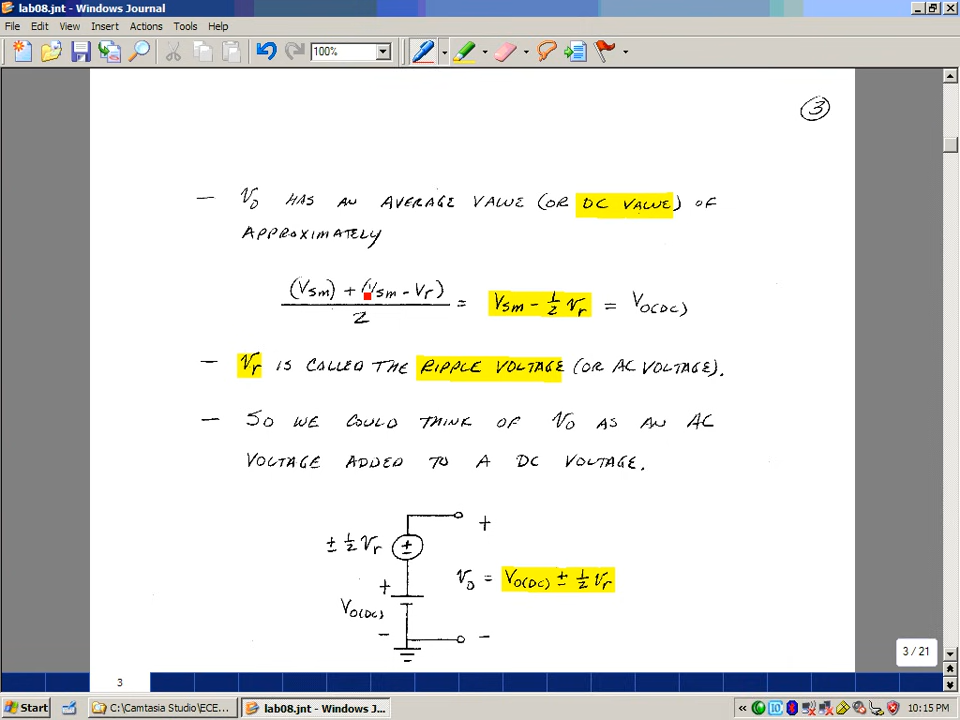 lab08.jnt - Windows Journal
File Edit View Insert Actions Tools Help
100%
3
— VO HAS AN AVERAGE VALUE (OR DC VALUE) OF
APPROXIMATELY
(Vsm) + (Vsm - Vr)
2
= Vsm - 1/2 Vr = VO(DC)
— Vr IS CALLED THE RIPPLE VOLTAGE (OR AC VOLTAGE).
— SO WE COULD THINK OF VO AS AN AC
VOLTAGE ADDED TO A DC VOLTAGE.
+
± 1/2 Vr ±
VO = VO(DC) ± 1/2 Vr
+
VO(DC)
- -
3 / 21
3
Start C:\Camtasia Studio\ECE... lab08.jnt - Windows J... « 10:15 PM